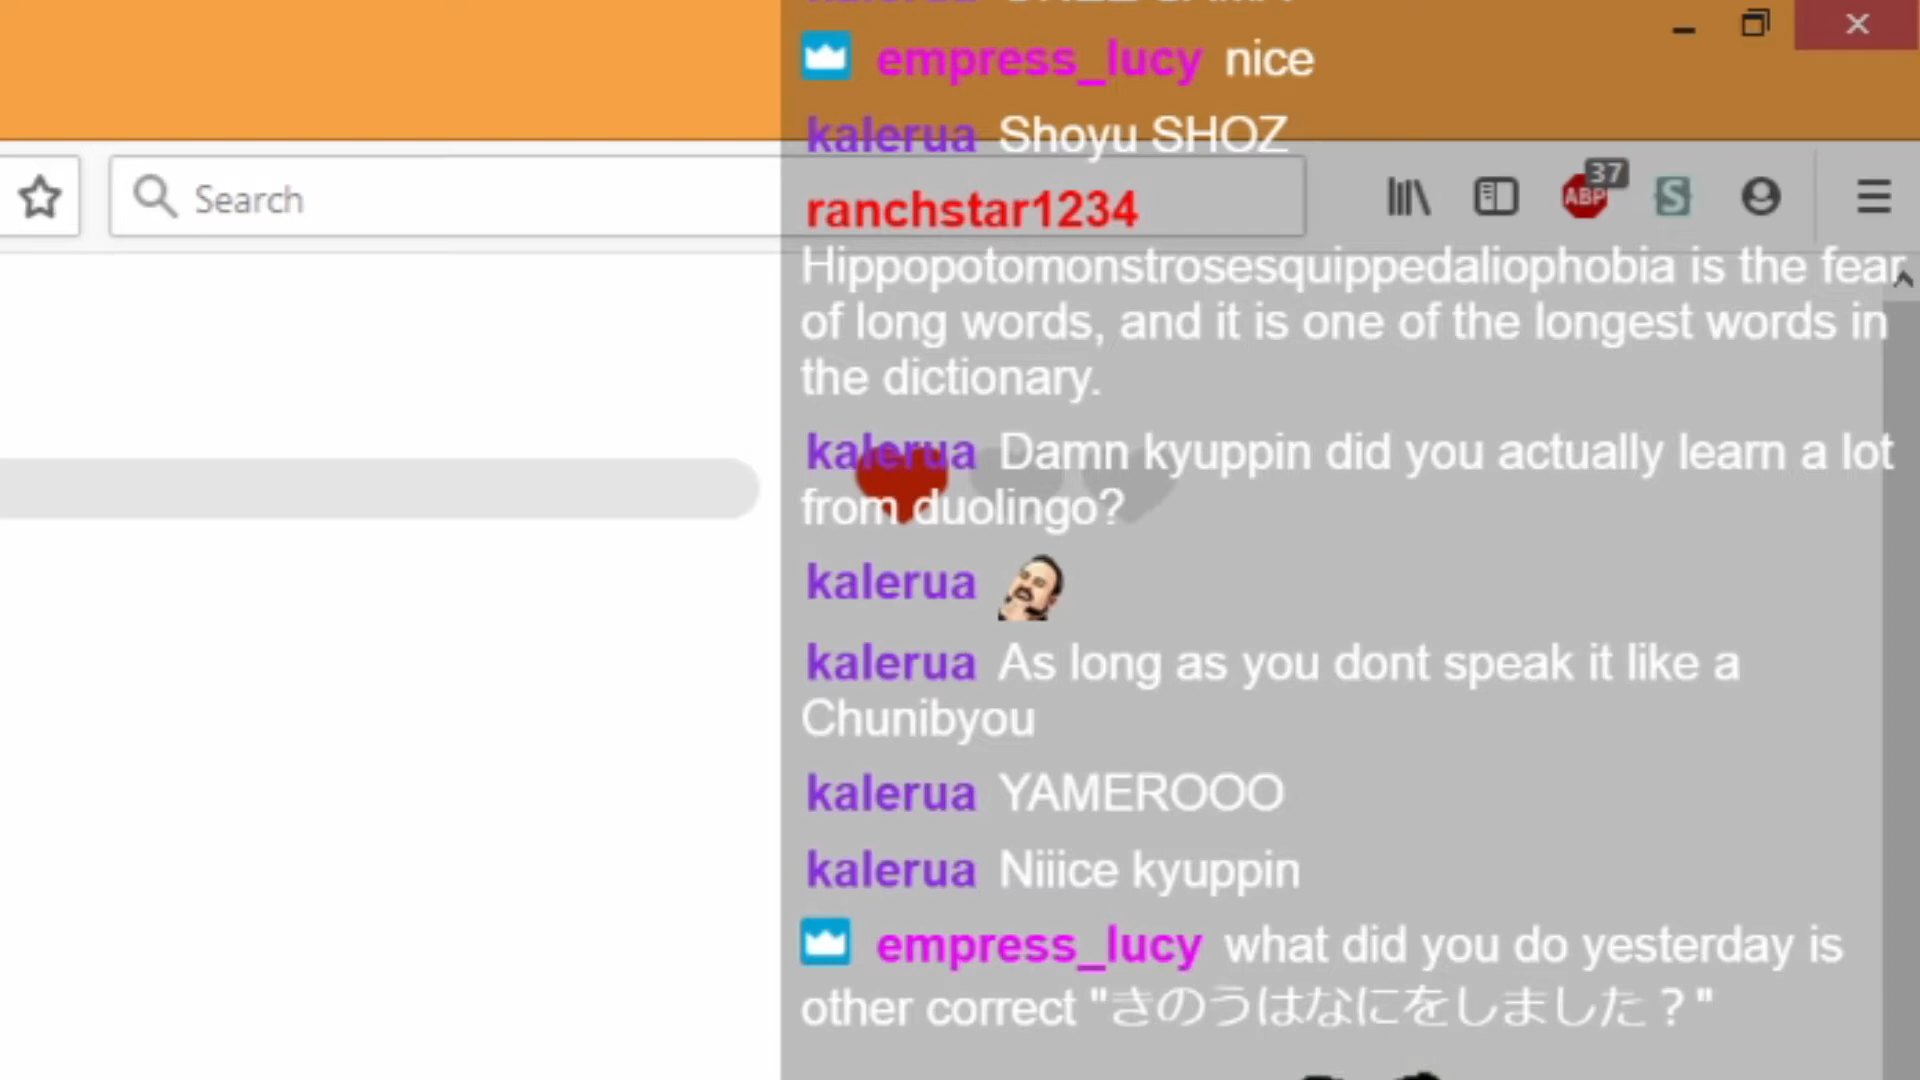 empress_lucy nice
kalerua Shoyu SHOZ
Search
37
ABP
S
ranchstar1234
Hippopotomonstrosesquippedaliophobia is the fear
of long words, and it is one of the longest words in
the dictionary.
kalerua Damn kyuppin did you actually learn a lot
from duolingo?
kalerua
kalerua As long as you dont speak it like a
Chunibyou
kalerua YAMEROOO
kalerua Niiice kyuppin
empress_lucy what did you do yesterday is
other correct "きのうはなにをしました？"